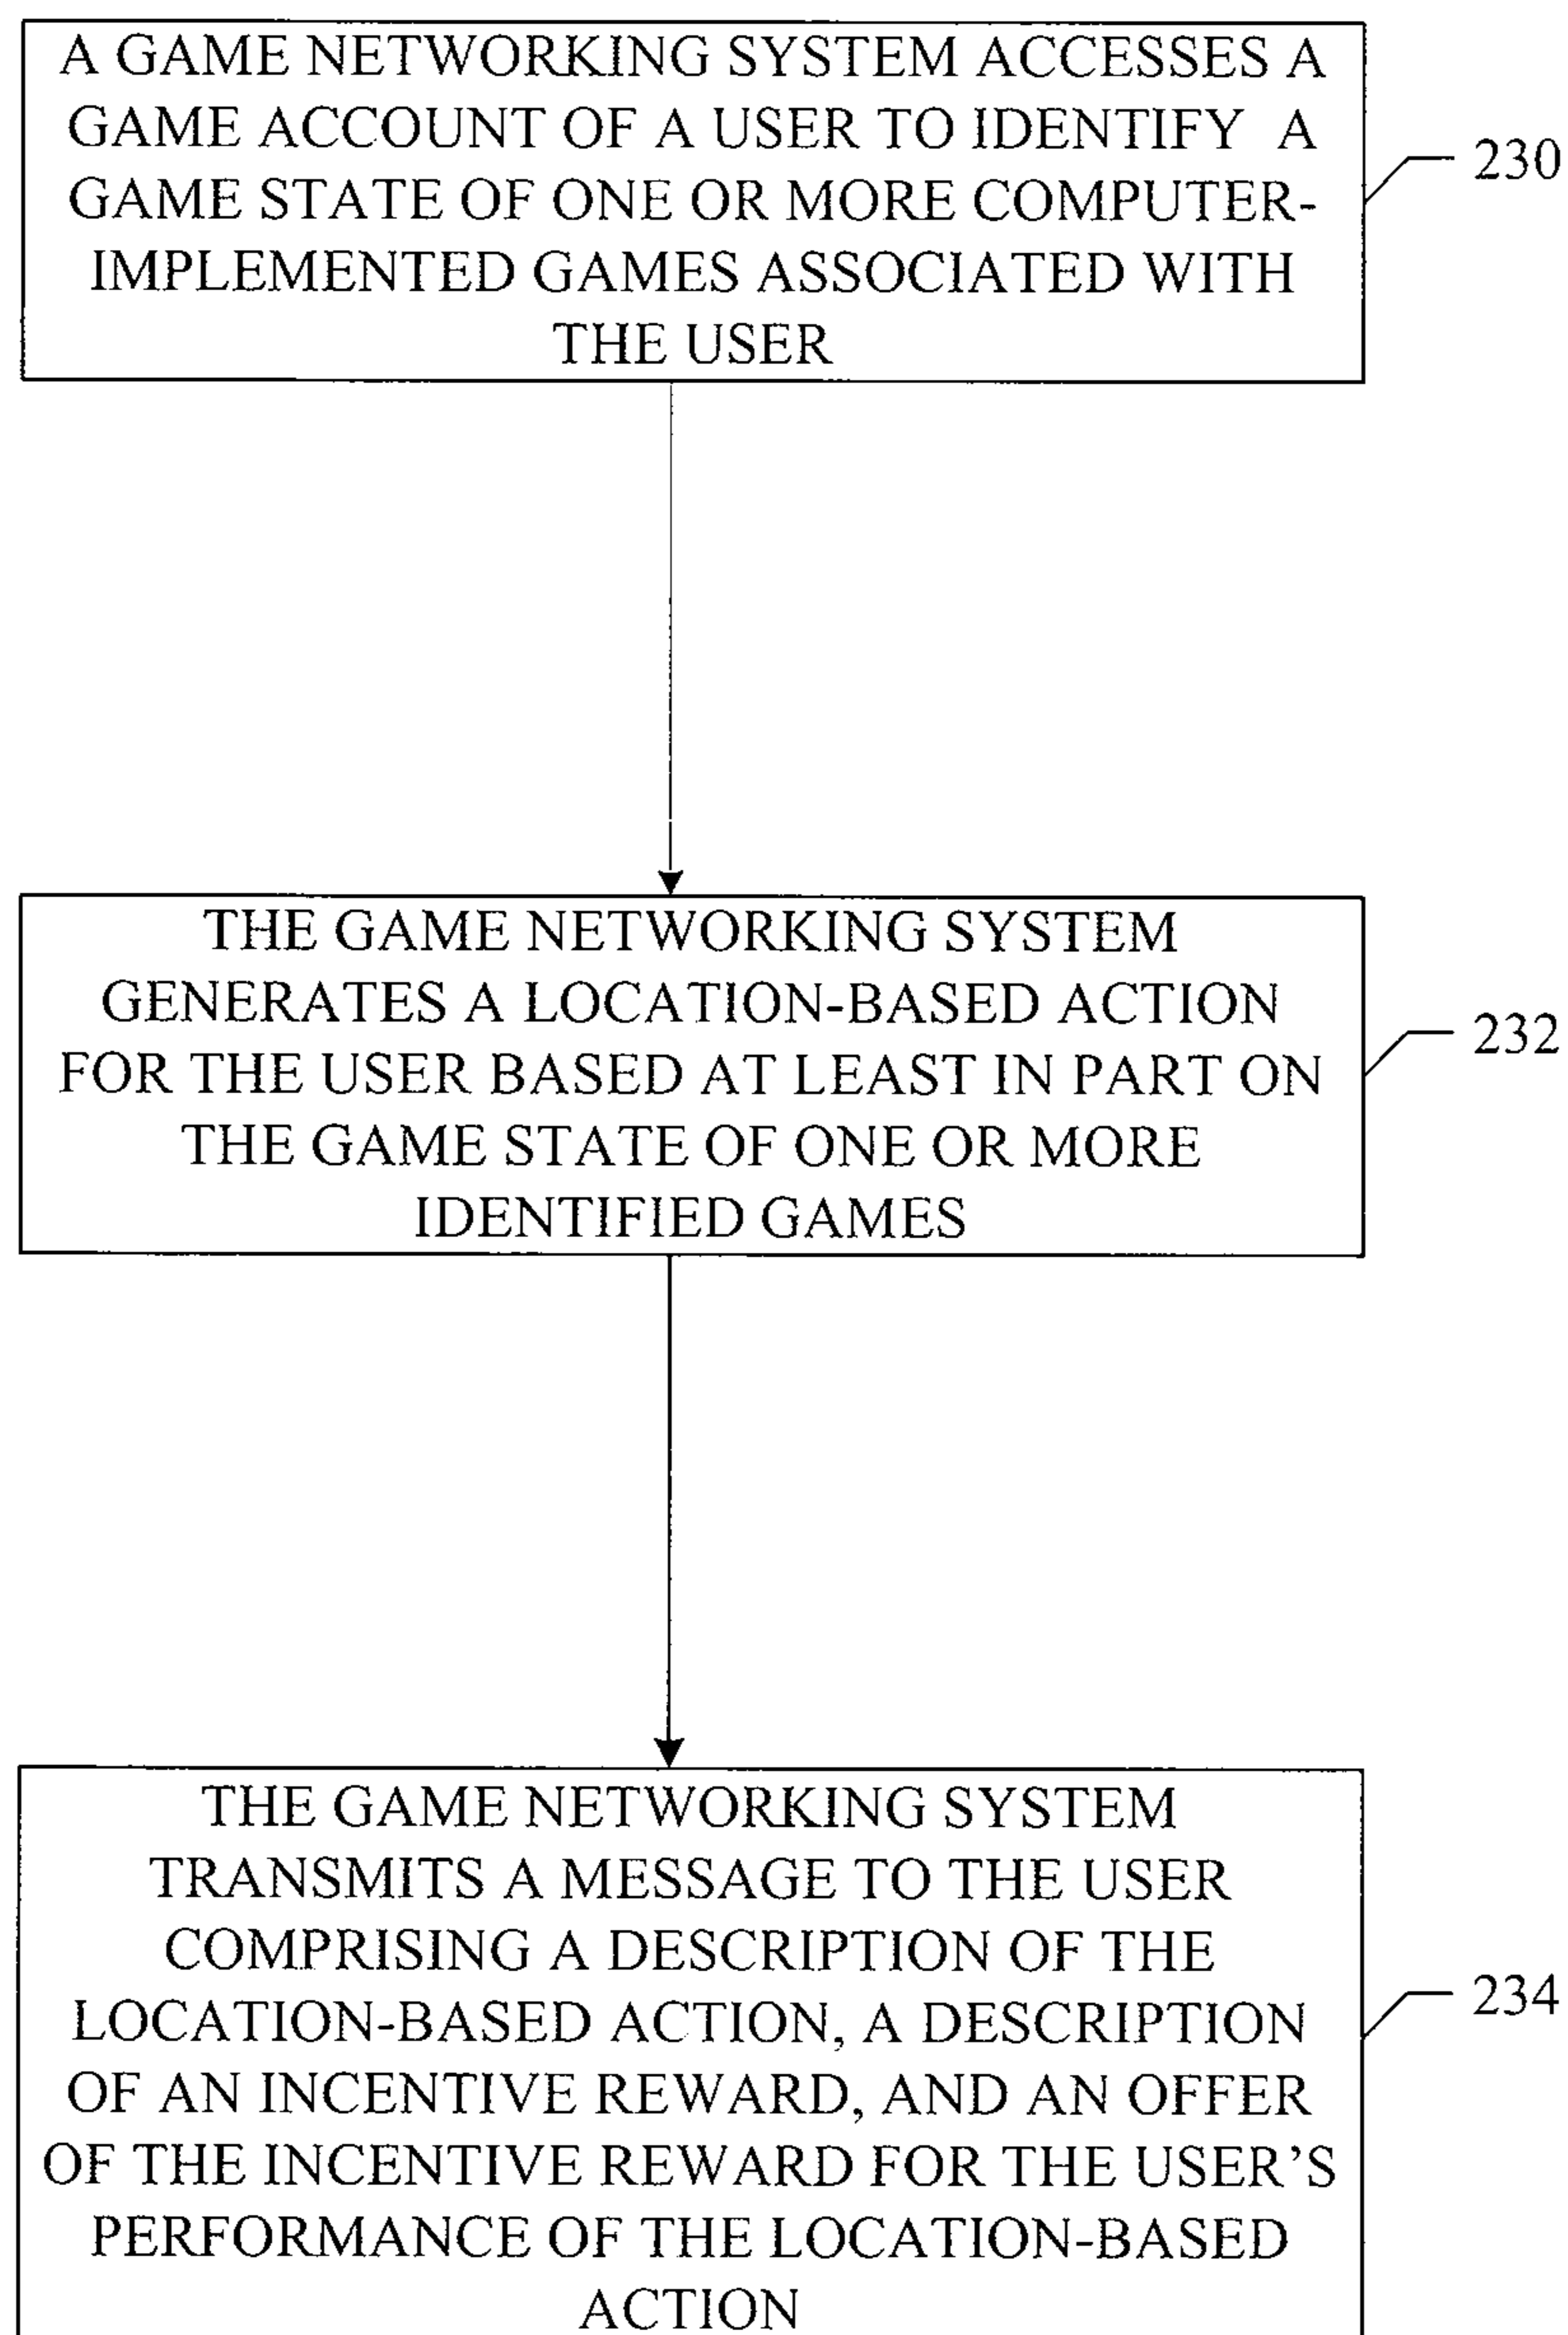 A GAME NETWORKING SYSTEM ACCESSES A
GAME ACCOUNT OF A USER TO IDENTIFY A
GAME STATE OF ONE OR MORE COMPUTER-
IMPLEMENTED GAMES ASSOCIATED WITH
THE USER
230
THE GAME NETWORKING SYSTEM
GENERATES A LOCATION-BASED ACTION
FOR THE USER BASED AT LEAST IN PART ON
THE GAME STATE OF ONE OR MORE
IDENTIFIED GAMES
232
THE GAME NETWORKING SYSTEM
TRANSMITS A MESSAGE TO THE USER
COMPRISING A DESCRIPTION OF THE
LOCATION-BASED ACTION, A DESCRIPTION
OF AN INCENTIVE REWARD, AND AN OFFER
OF THE INCENTIVE REWARD FOR THE USER'S
PERFORMANCE OF THE LOCATION-BASED
ACTION
234